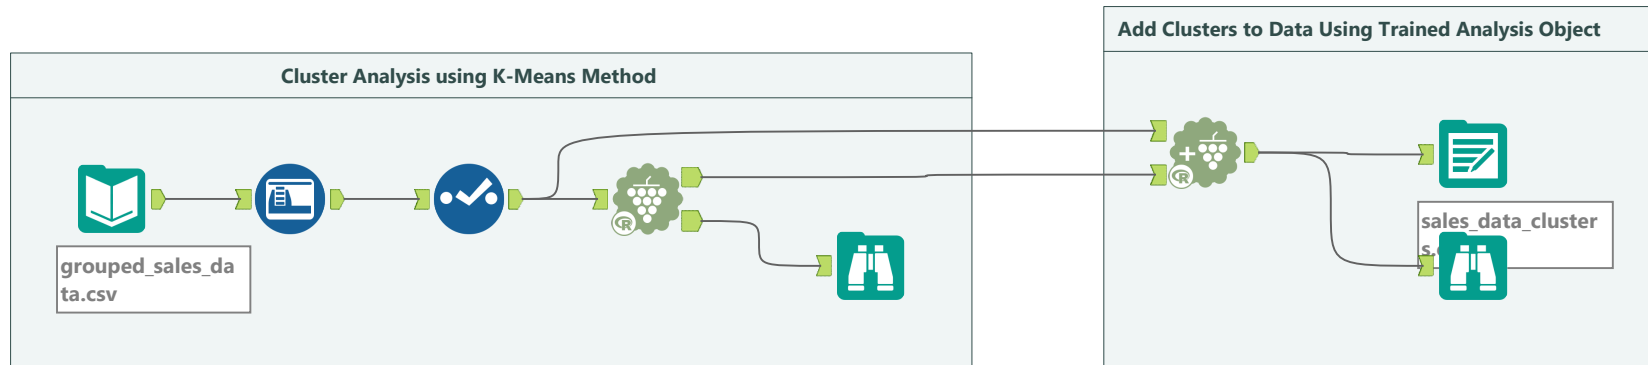 Add Clusters to Data Using Trained Analysis Object
Cluster Analysis using K-Means Method
grouped_sales_da
ta.csv
sales_data_cluster
R
R